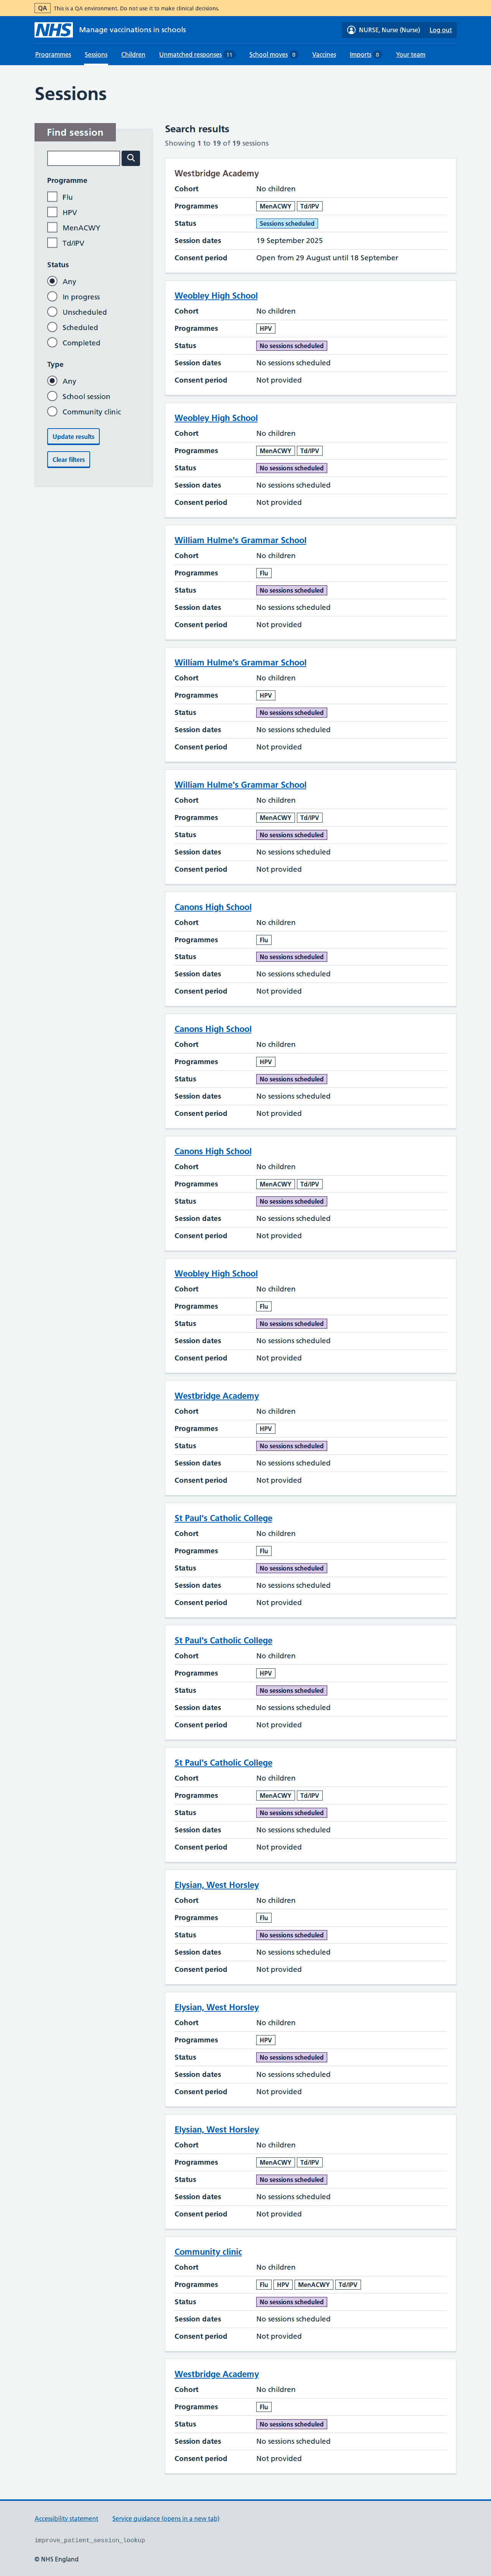 QA This is a QA environment. Do not use it to make clinical decisions.
NHS Manage vaccinations in schools NURSE, Nurse (Nurse) Log out
Programmes Sessions Children Unmatched responses 11 School moves 0 Vaccines Imports 0 Your team
Sessions
Find session
Programme
Flu
HPV
MenACWY
Td/IPV
Status
Any
In progress
Unscheduled
Scheduled
Completed
Type
Any
School session
Community clinic
Update results
Clear filters
Search results
Showing 1 to 19 of 19 sessions
Westbridge Academy
Cohort No children
Programmes MenACWY Td/IPV
Status Sessions scheduled
Session dates 19 September 2025
Consent period Open from 29 August until 18 September
Weobley High School
Cohort No children
Programmes HPV
Status No sessions scheduled
Session dates No sessions scheduled
Consent period Not provided
Weobley High School
Cohort No children
Programmes MenACWY Td/IPV
Status No sessions scheduled
Session dates No sessions scheduled
Consent period Not provided
William Hulme's Grammar School
Cohort No children
Programmes Flu
Status No sessions scheduled
Session dates No sessions scheduled
Consent period Not provided
William Hulme's Grammar School
Cohort No children
Programmes HPV
Status No sessions scheduled
Session dates No sessions scheduled
Consent period Not provided
William Hulme's Grammar School
Cohort No children
Programmes MenACWY Td/IPV
Status No sessions scheduled
Session dates No sessions scheduled
Consent period Not provided
Canons High School
Cohort No children
Programmes Flu
Status No sessions scheduled
Session dates No sessions scheduled
Consent period Not provided
Canons High School
Cohort No children
Programmes HPV
Status No sessions scheduled
Session dates No sessions scheduled
Consent period Not provided
Canons High School
Cohort No children
Programmes MenACWY Td/IPV
Status No sessions scheduled
Session dates No sessions scheduled
Consent period Not provided
Weobley High School
Cohort No children
Programmes Flu
Status No sessions scheduled
Session dates No sessions scheduled
Consent period Not provided
Westbridge Academy
Cohort No children
Programmes HPV
Status No sessions scheduled
Session dates No sessions scheduled
Consent period Not provided
St Paul's Catholic College
Cohort No children
Programmes Flu
Status No sessions scheduled
Session dates No sessions scheduled
Consent period Not provided
St Paul's Catholic College
Cohort No children
Programmes HPV
Status No sessions scheduled
Session dates No sessions scheduled
Consent period Not provided
St Paul's Catholic College
Cohort No children
Programmes MenACWY Td/IPV
Status No sessions scheduled
Session dates No sessions scheduled
Consent period Not provided
Elysian, West Horsley
Cohort No children
Programmes Flu
Status No sessions scheduled
Session dates No sessions scheduled
Consent period Not provided
Elysian, West Horsley
Cohort No children
Programmes HPV
Status No sessions scheduled
Session dates No sessions scheduled
Consent period Not provided
Elysian, West Horsley
Cohort No children
Programmes MenACWY Td/IPV
Status No sessions scheduled
Session dates No sessions scheduled
Consent period Not provided
Community clinic
Cohort No children
Programmes Flu HPV MenACWY Td/IPV
Status No sessions scheduled
Session dates No sessions scheduled
Consent period Not provided
Westbridge Academy
Cohort No children
Programmes Flu
Status No sessions scheduled
Session dates No sessions scheduled
Consent period Not provided
Accessibility statement Service guidance (opens in a new tab)
improve_patient_session_lookup
© NHS England